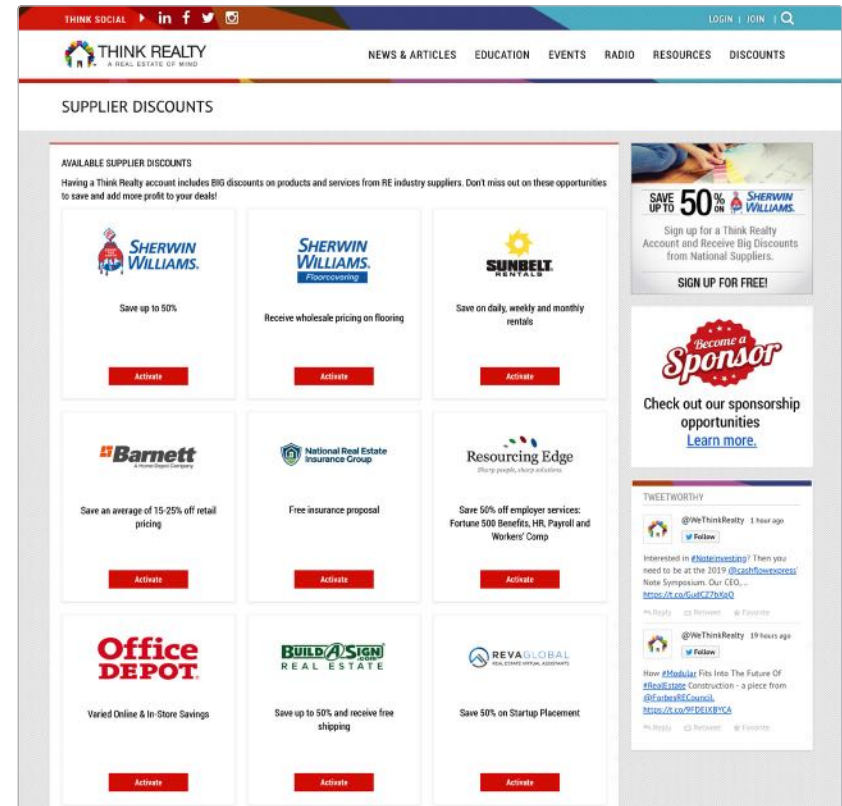 THINK SOCIAL
LOGIN | JOIN |
THINK REALTY
A REAL ESTATE OF MIND
NEWS & ARTICLES EDUCATION EVENTS RADIO RESOURCES DISCOUNTS
SUPPLIER DISCOUNTS
AVAILABLE SUPPLIER DISCOUNTS
Having a Think Realty account includes BIG discounts on products and services from RE industry suppliers. Don't miss out on these opportunities
to save and add more profit to your deals!
SHERWIN
WILLIAMS.
Save up to 50%
Activate
SHERWIN
WILLIAMS.
Floorcovering
Receive wholesale pricing on flooring
Activate
SUNBELT
RENTALS
Save on daily, weekly and monthly
rentals
Activate
Barnett
A Home Depot Company
Save an average of 15-25% off retail
pricing
Activate
National Real Estate
Insurance Group
Free insurance proposal
Activate
Resourcing Edge
Sharp people, sharp solutions
Save 50% off employer services:
Fortune 500 Benefits, HR, Payroll and
Workers' Comp
Activate
Office
DEPOT
Varied Online & In-Store Savings
Activate
BUILD A SIGN
.com
REAL ESTATE
Save up to 50% and receive free
shipping
Activate
REVAGLOBAL
REAL ESTATE VIRTUAL ASSISTANTS
Save 50% on Startup Placement
Activate
SAVE UP TO 50% ON SHERWIN WILLIAMS.
Sign up for a Think Realty
Account and Receive Big Discounts
from National Suppliers.
SIGN UP FOR FREE!
Become a
Sponsor
Check out our sponsorship
opportunities
Learn more.
TWEETWORTHY
@WeThinkRealty 1 hour ago
Follow
Interested in #Noteinvesting? Then you
need to be at the 2019 @cashflowexpress'
Note Symposium. Our CEO,...
Reply Retweet Favorite
@WeThinkRealty 19 hours ago
Follow
How #Modular Fits Into The Future Of
#RealEstate Construction - a piece from
@ForbesRECouncil.
Reply Retweet Favorite